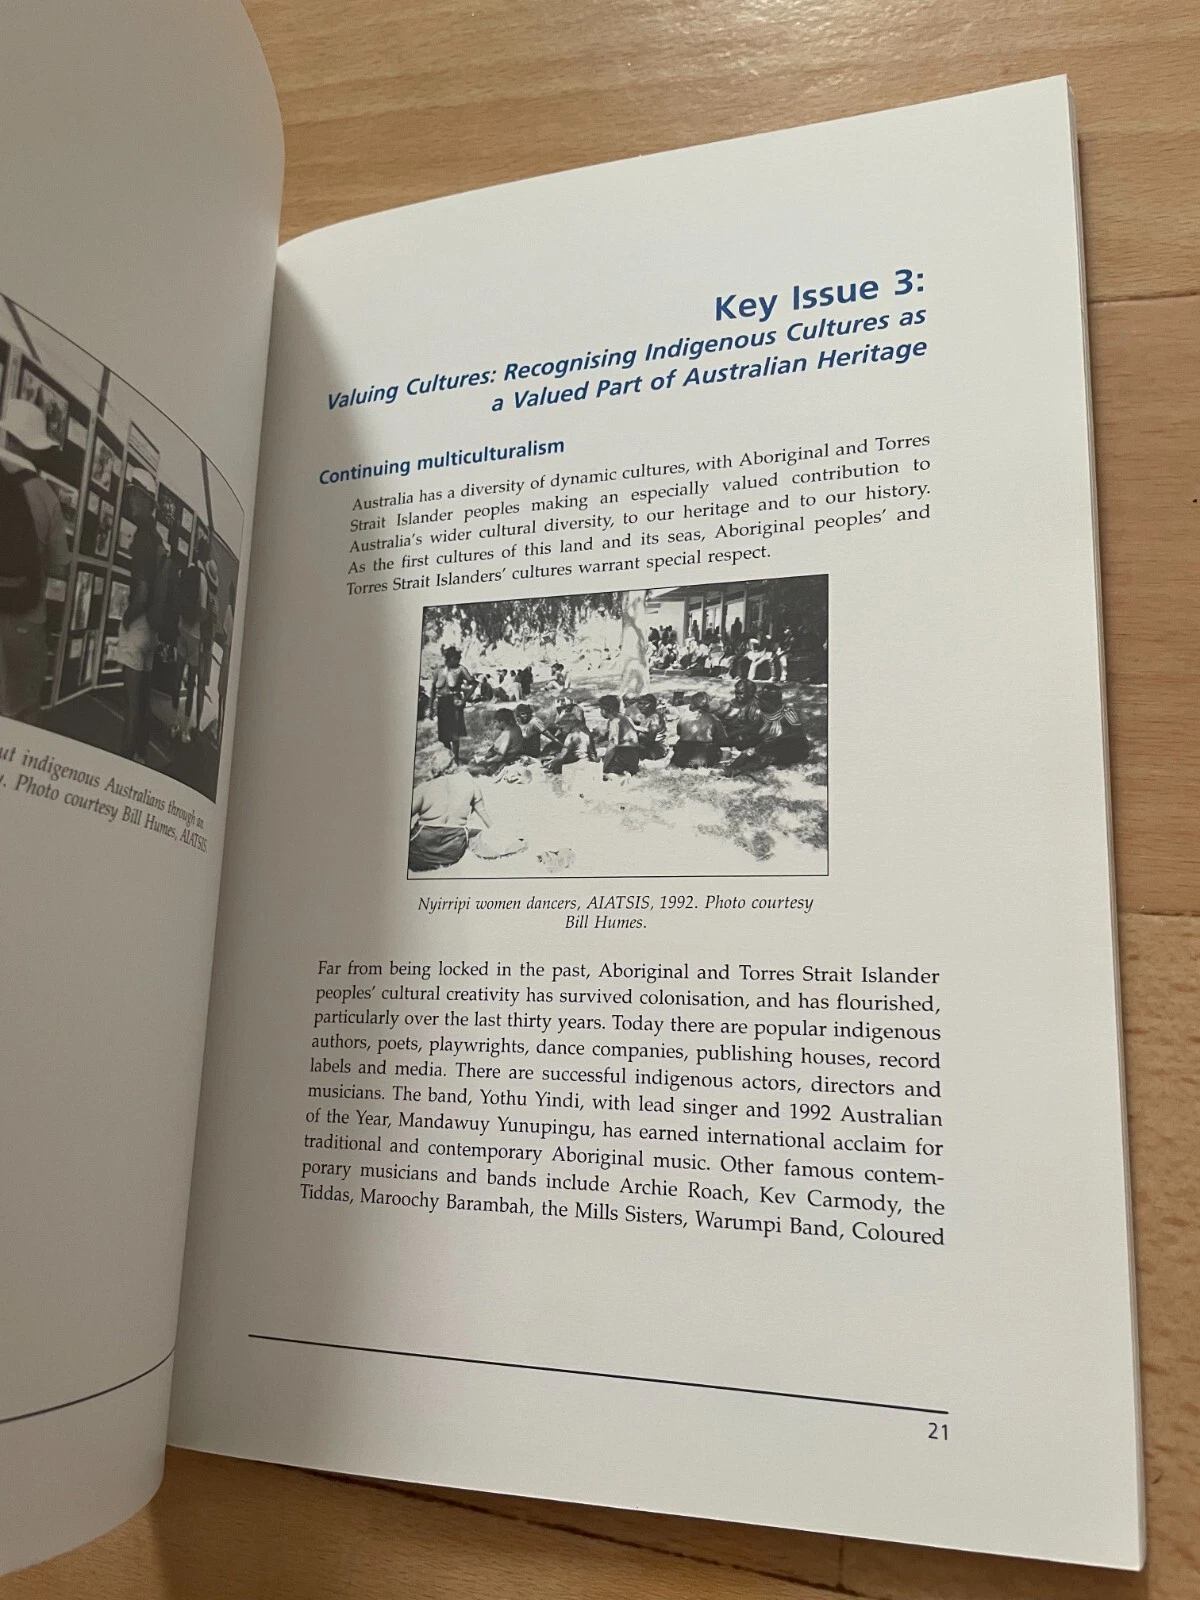 ut indigenous Australians through an
. Photo courtesy Bill Humes, AIATSIS.
Key Issue 3:
Valuing Cultures: Recognising Indigenous Cultures as
a Valued Part of Australian Heritage
Continuing multiculturalism
Australia has a diversity of dynamic cultures, with Aboriginal and Torres
Strait Islander peoples making an especially valued contribution to
Australia's wider cultural diversity, to our heritage and to our history.
As the first cultures of this land and its seas, Aboriginal peoples' and
Torres Strait Islanders' cultures warrant special respect.
Nyirripi women dancers, AIATSIS, 1992. Photo courtesy
Bill Humes.
Far from being locked in the past, Aboriginal and Torres Strait Islander
peoples' cultural creativity has survived colonisation, and has flourished,
particularly over the last thirty years. Today there are popular indigenous
authors, poets, playwrights, dance companies, publishing houses, record
labels and media. There are successful indigenous actors, directors and
musicians. The band, Yothu Yindi, with lead singer and 1992 Australian
of the Year, Mandawuy Yunupingu, has earned international acclaim for
traditional and contemporary Aboriginal music. Other famous contem-
porary musicians and bands include Archie Roach, Kev Carmody, the
Tiddas, Maroochy Barambah, the Mills Sisters, Warumpi Band, Coloured
21